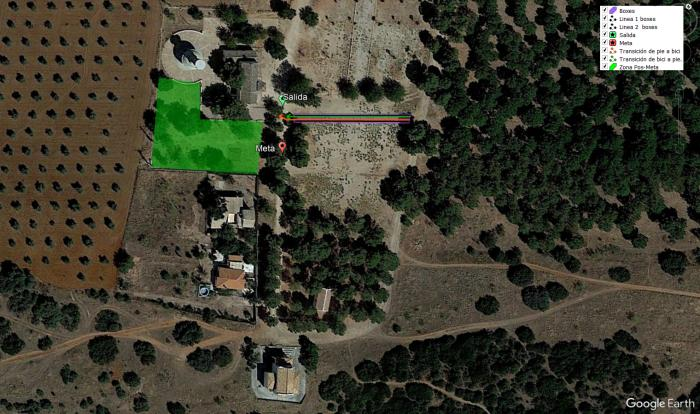 Boxes
Linea 1 boxes
Linea 2 boxes
Salida
Meta
Transición de pie a bici
Transición de bici a pie.
Zona Pos-Meta
Salida
Meta
Google Earth